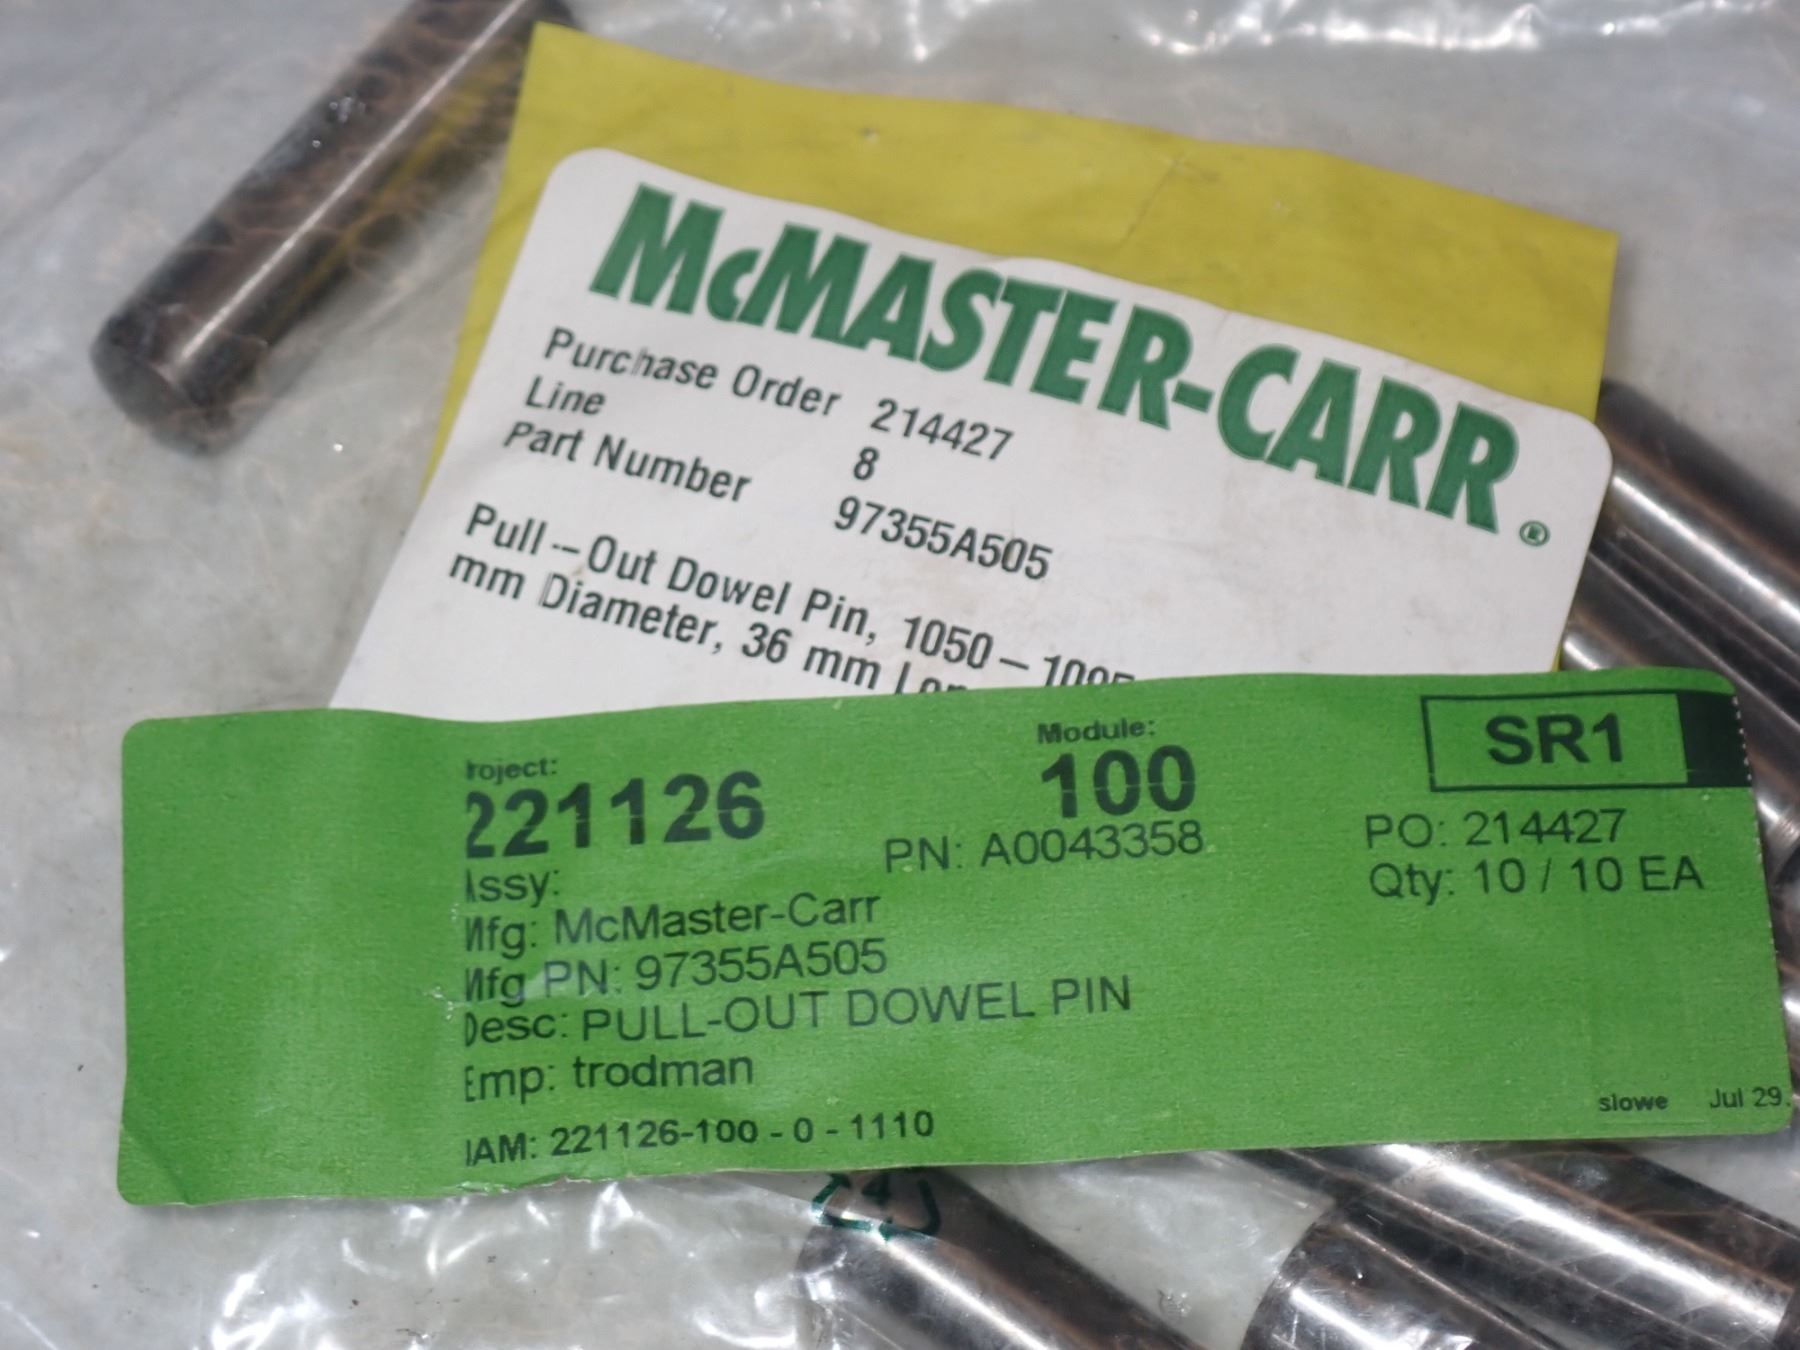 McMASTER-CARR®
Purchase Order 214427
Line 8
Part Number 97355A505
Pull-Out Dowel Pin, 1050-
mm Diameter, 36 mm
Module:
221126 100 SR1
PN: A0043358 PO: 214427
Qty: 10 / 10 EA
McMaster-Carr
PN: 97355A505
Desc: PULL-OUT DOWEL PIN
Emp: trodman
IAM: 221126-100 - 0 - 1110
slowe Jul 29
4